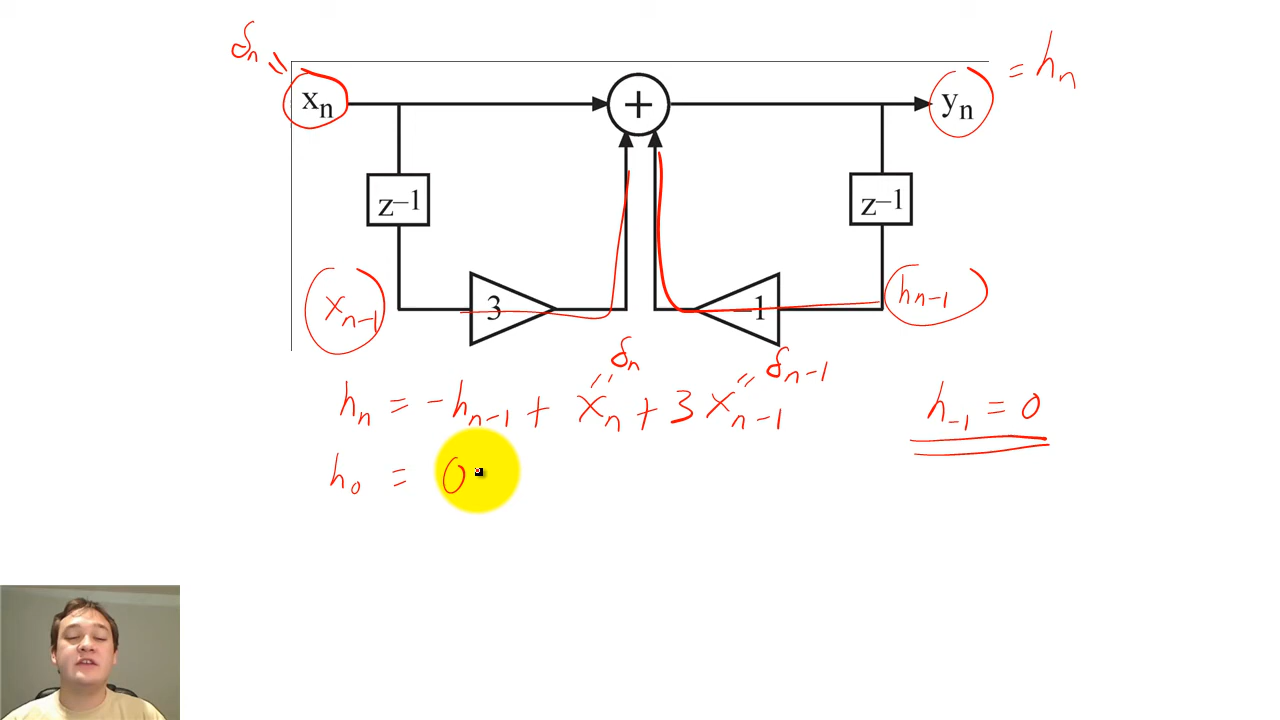 δn =
xn
+
yn
= hn
z–1
z–1
xn–1
3
–1
hn–1
δn
δn–1
hn = -hn-1 + xn + 3xn-1
h-1 = 0
h0 = 0